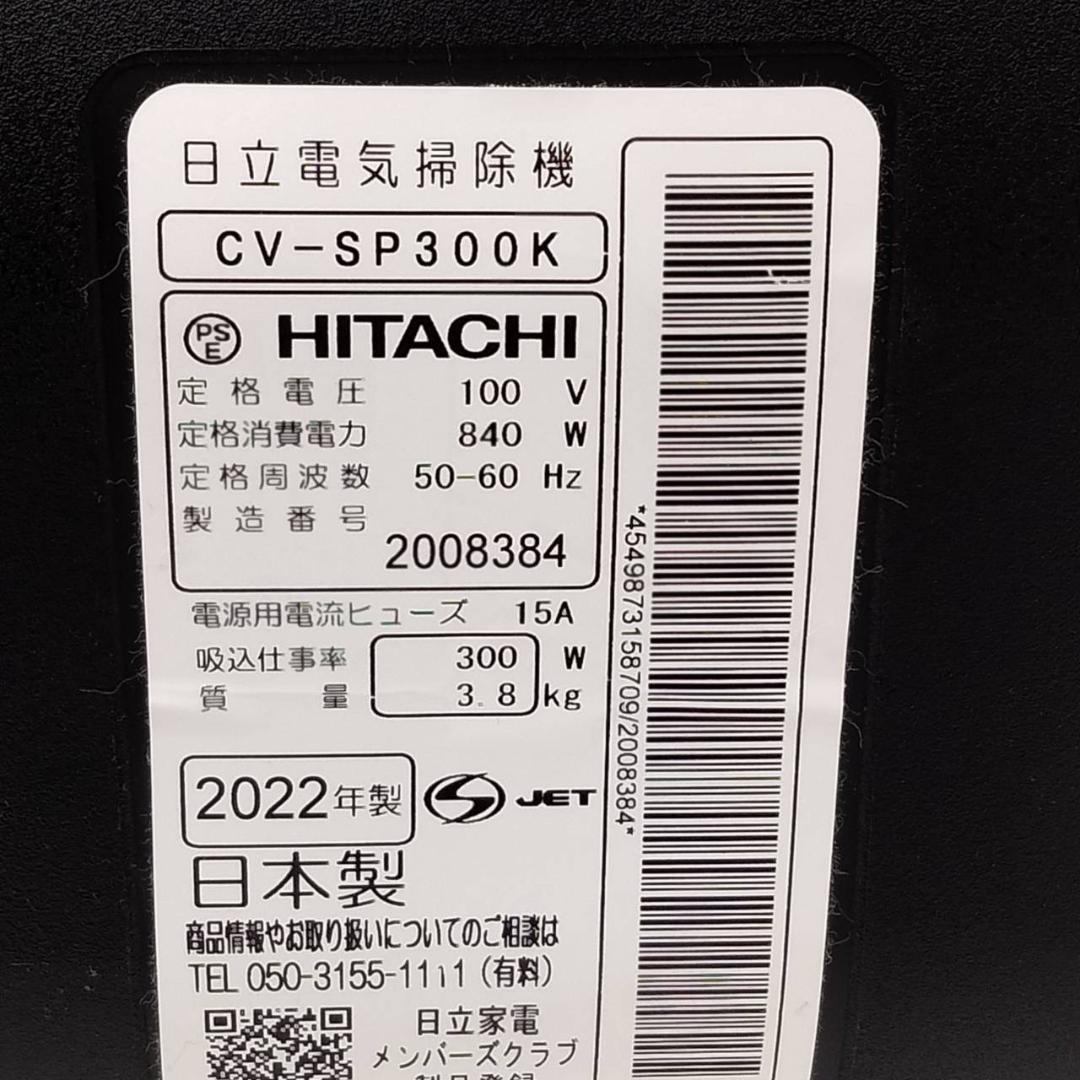 日立電気掃除機
CV-SP300K
PS
E
HITACHI
定格電圧 100 V
定格消費電力 840 W
定格周波数 50-60 Hz
製造番号
2008384
電源用電流ヒューズ 15A
吸込仕事率 300 W
質量 3.8 kg
2022年製
S JET
日本製
商品情報やお取り扱いについてのご相談は
TEL 050-3155-1111（有料）
日立家電
メンバーズクラブ
製品登録
*4549873158709/2008384*